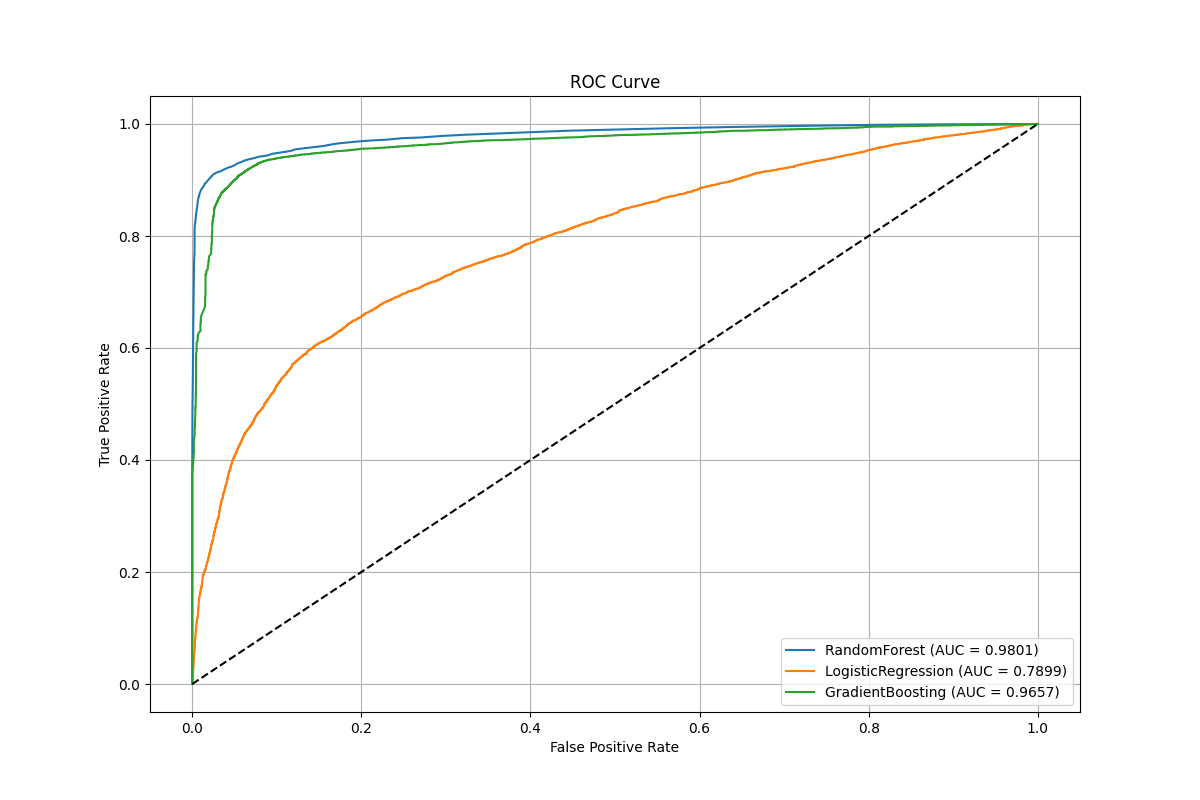 ROC Curve
True Positive Rate
1.0
0.8
0.6
0.4
0.2
0.0
0.0 0.2 0.4 0.6 0.8 1.0
False Positive Rate
RandomForest (AUC = 0.9801)
LogisticRegression (AUC = 0.7899)
GradientBoosting (AUC = 0.9657)